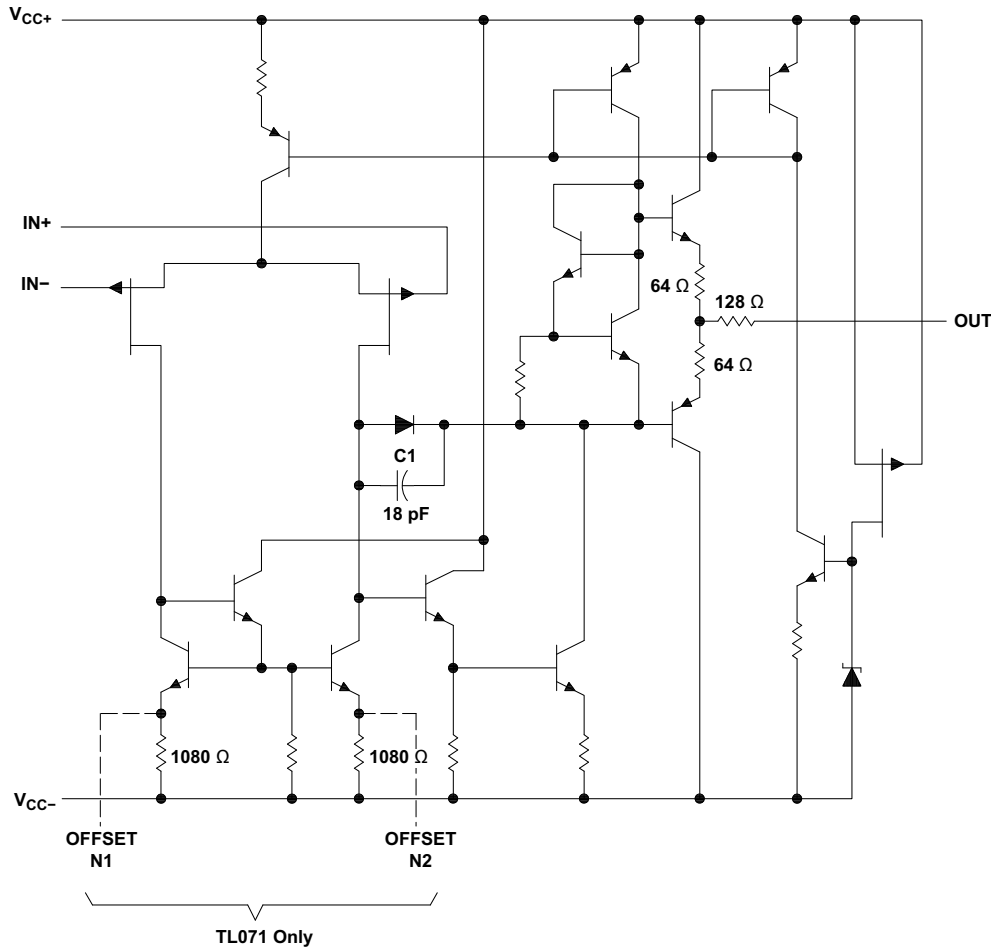 VCC+
IN+
IN−
64 Ω
128 Ω
OUT
64 Ω
C1
18 pF
1080 Ω
1080 Ω
VCC−
OFFSET
N1
OFFSET
N2
TL071 Only